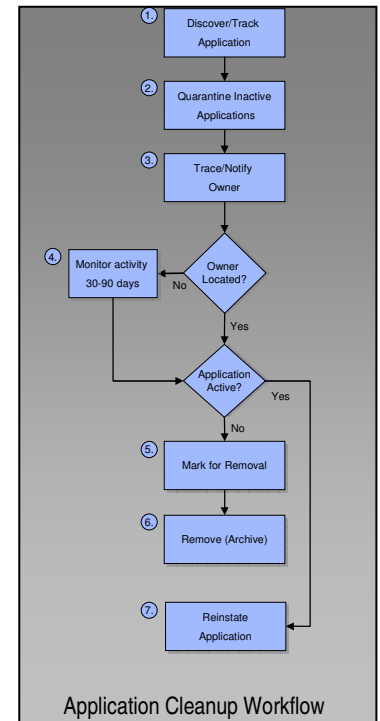 1.
Discover/Track
Application
2.
Quarantine Inactive
Applications
3.
Trace/Notify
Owner
4.
Monitor activity
30-90 days
Owner
Located?
No
Yes
Application
Active?
Yes
No
5.
Mark for Removal
6.
Remove (Archive)
7.
Reinstate
Application
Application Cleanup Workflow